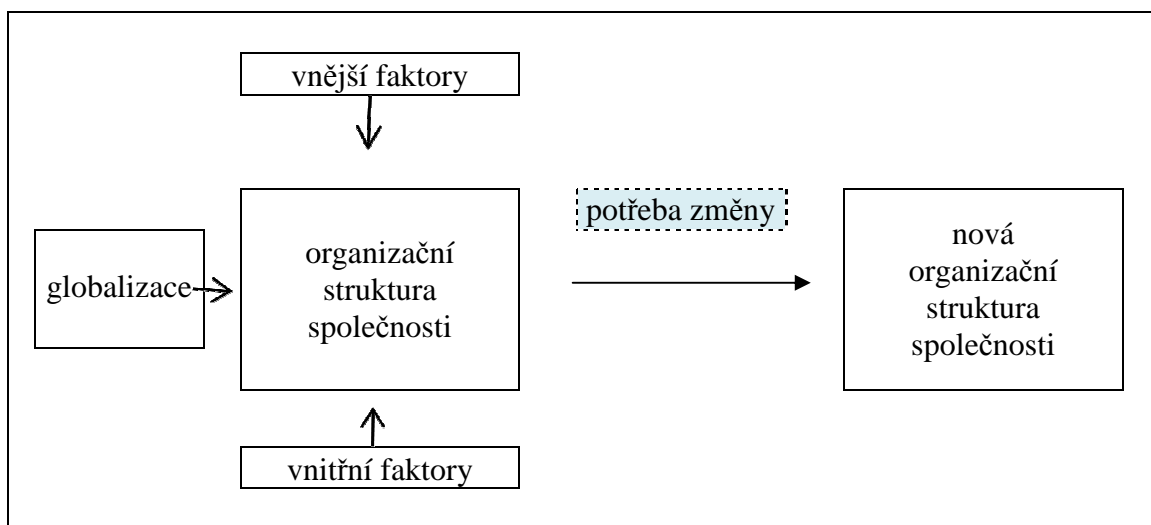 vnější faktory
globalizace
organizační
struktura
společnosti
potřeba změny
nová
organizační
struktura
společnosti
vnitřní faktory